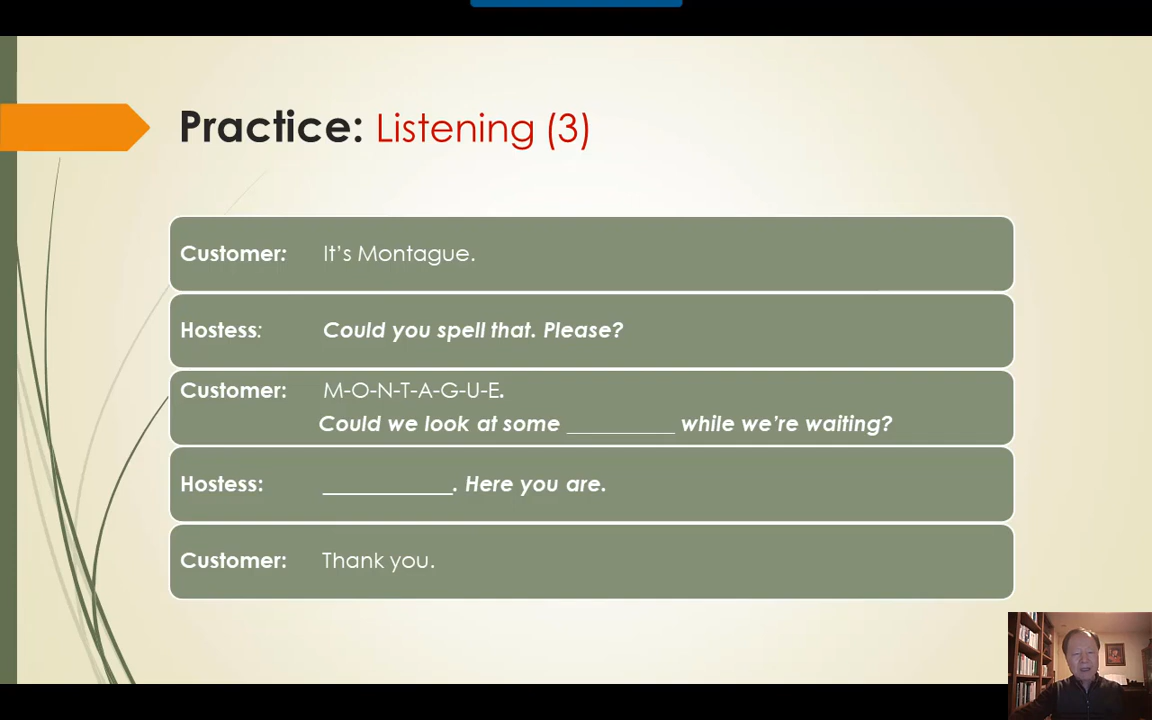 Practice: Listening (3)
Customer: It’s Montague.
Hostess: Could you spell that. Please?
Customer: M-O-N-T-A-G-U-E.
Could we look at some __________ while we’re waiting?
Hostess: ____________. Here you are.
Customer: Thank you.